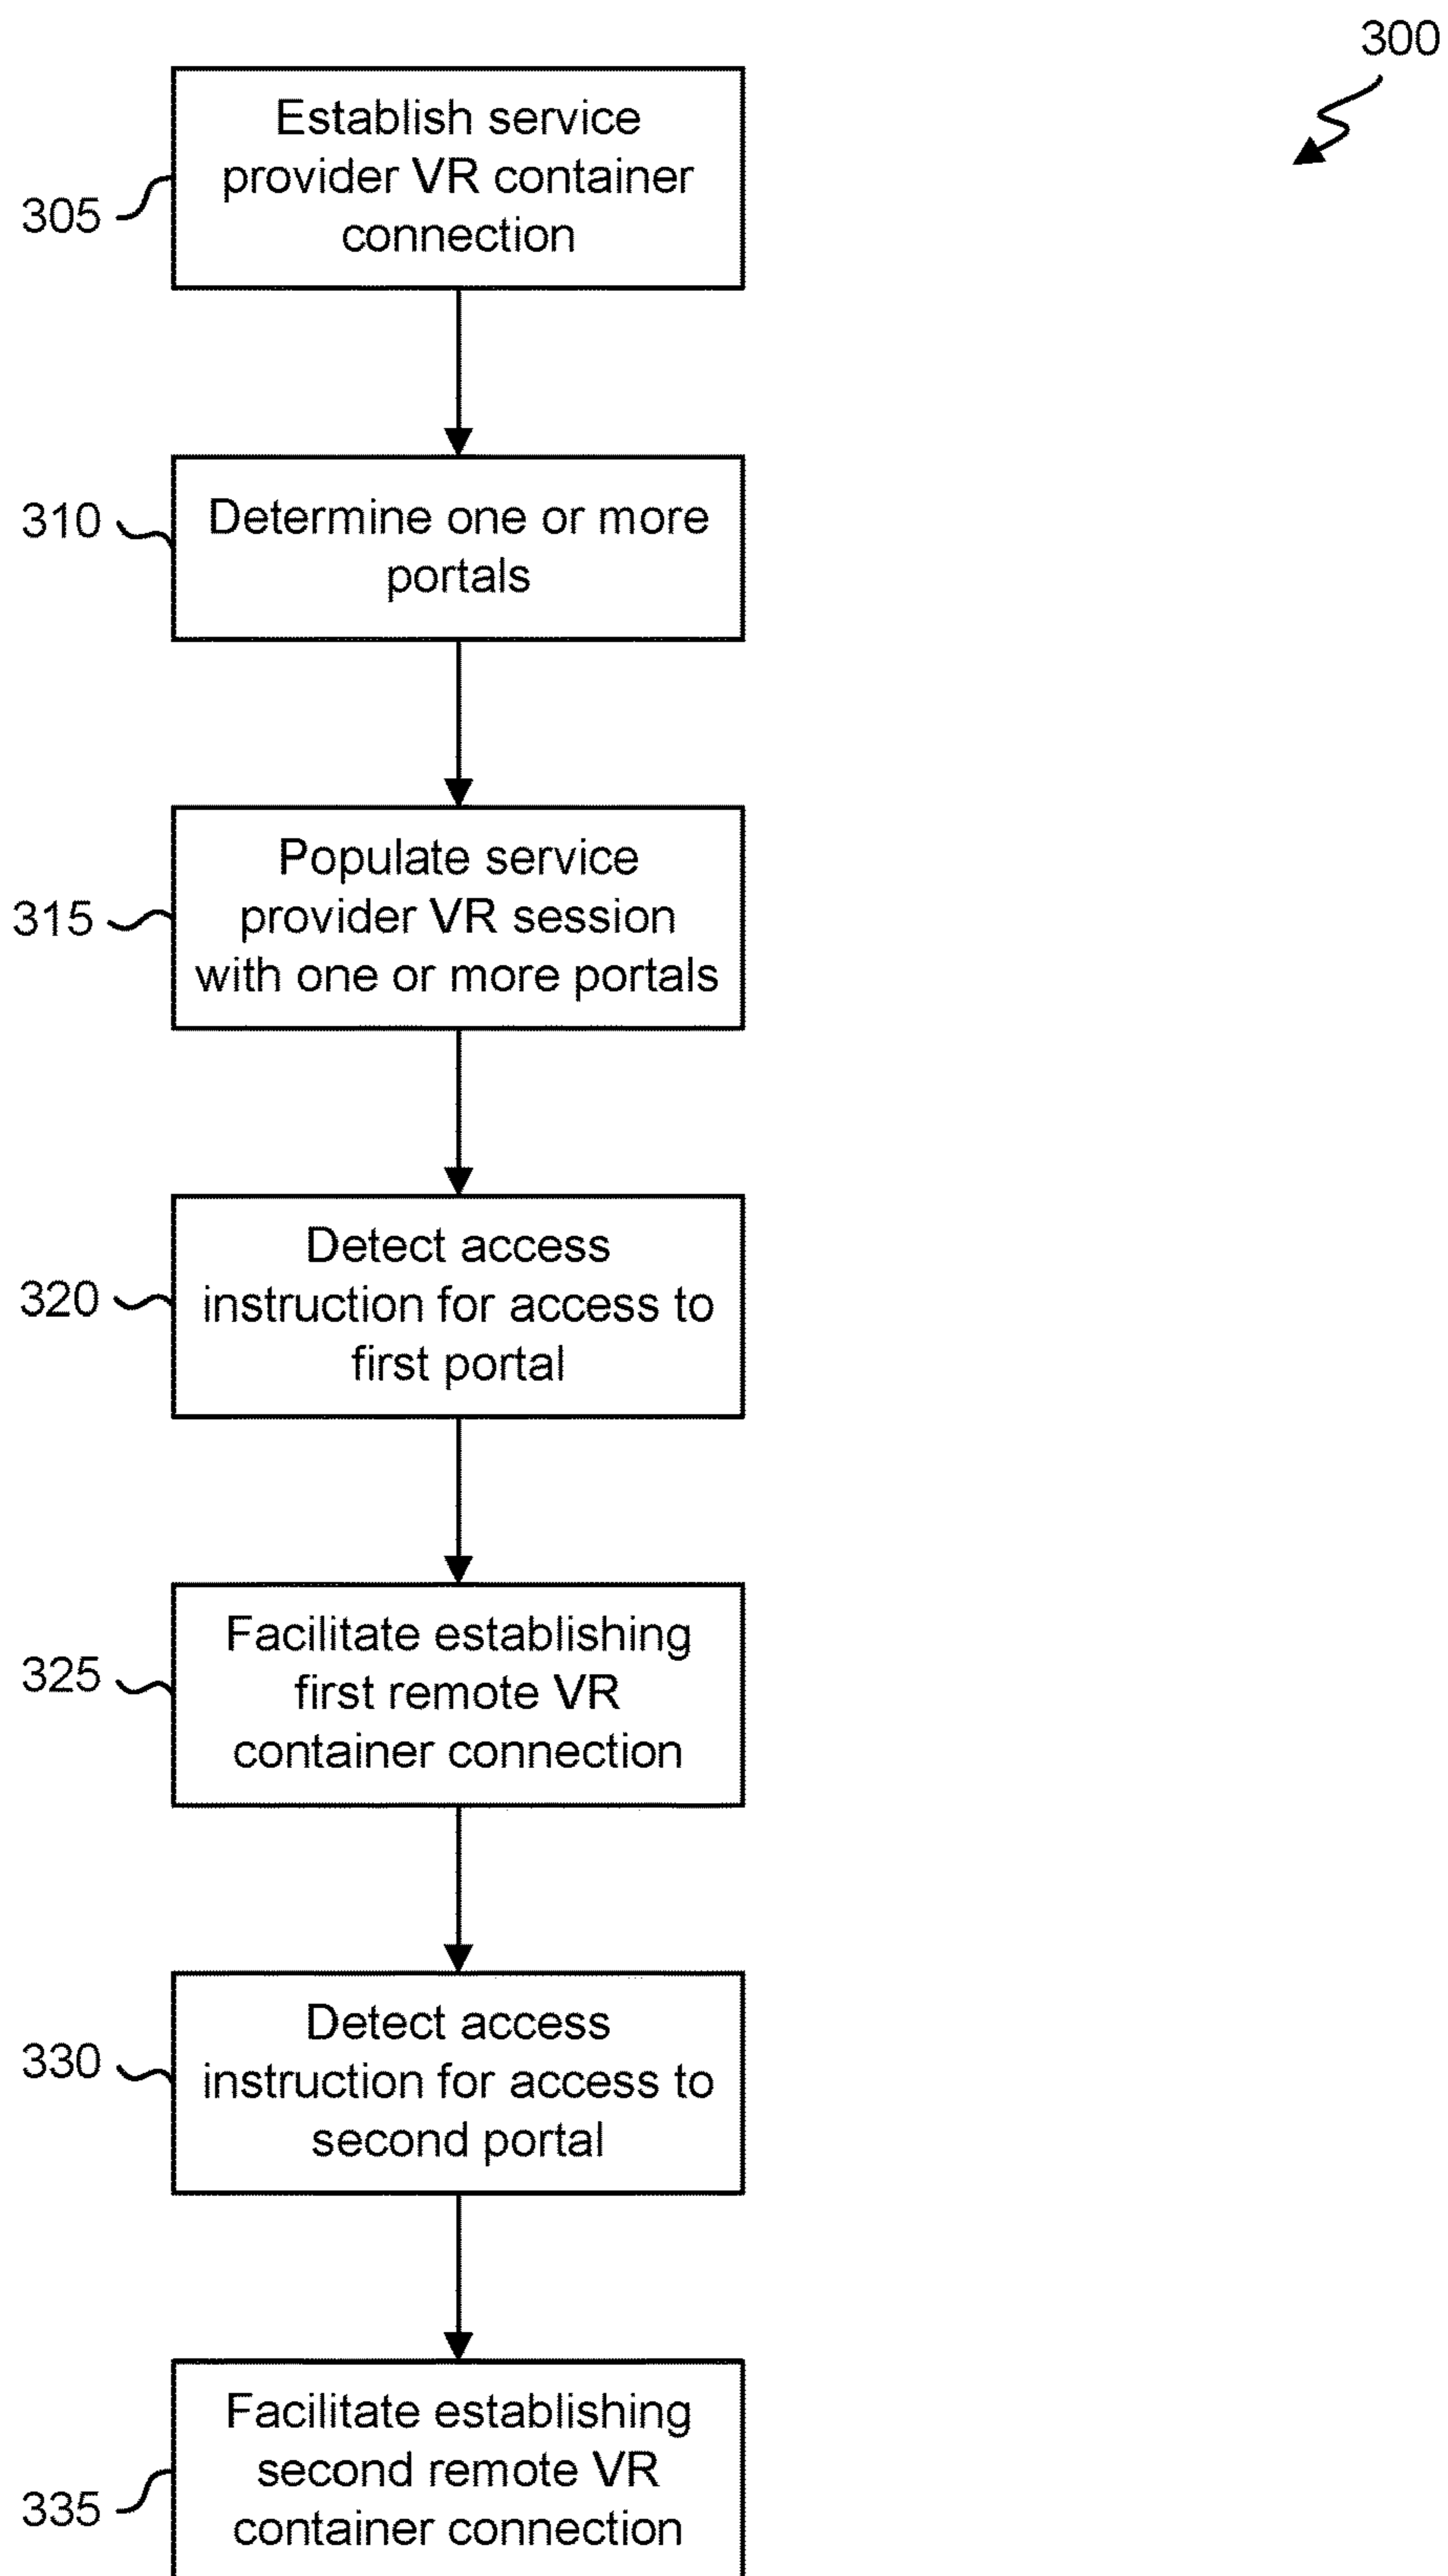 300
Establish service
provider VR container
connection
305
Determine one or more
portals
310
Populate service
provider VR session
with one or more portals
315
Detect access
instruction for access to
first portal
320
Facilitate establishing
first remote VR
container connection
325
Detect access
instruction for access to
second portal
330
Facilitate establishing
second remote VR
container connection
335